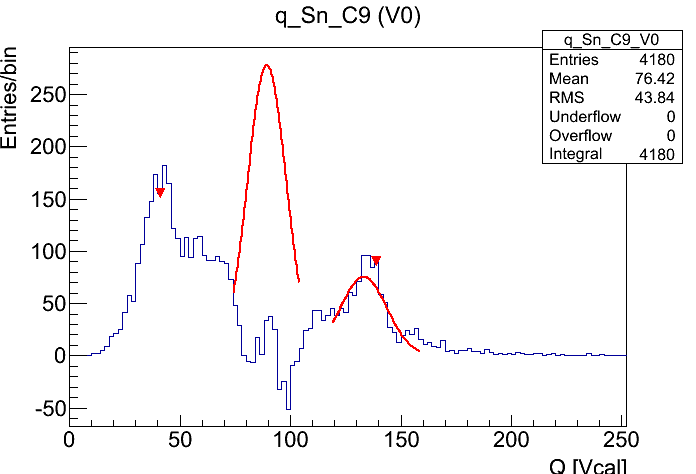 q_Sn_C9 (V0)
q_Sn_C9_V0
Entries 4180
Mean 76.42
RMS 43.84
Underflow 0
Overflow 0
Integral 4180
Entries/bin
250
200
150
100
50
0
-50
0 50 100 150 200 250
Q [Vcal]